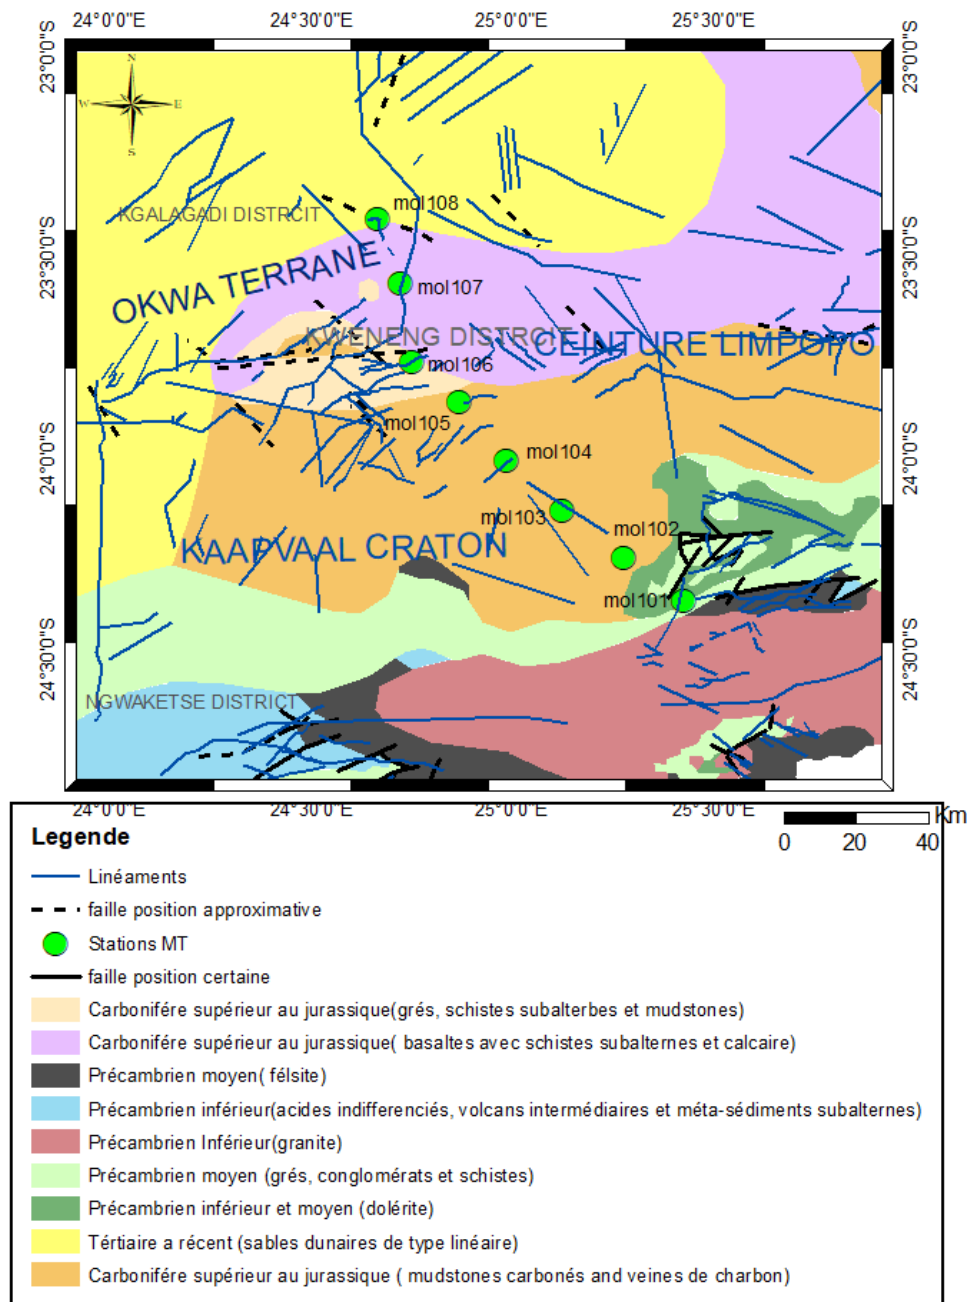 24°0'0"E 24°30'0"E 25°0'0"E 25°30'0"E
23°0'0"S 23°0'0"S
N
W E
S
mol108
KGALAGADI DISTRCIT
23°30'0"S 23°30'0"S
OKWA TERRANE
mol107
KWENENG DISTRCIT
CEINTURE LIMPOPO
mol106
mol105
mol104
24°0'0"S 24°0'0"S
mol103
mol102
KAAPVAAL CRATON
mol101
24°30'0"S 24°30'0"S
NGWAKETSE DISTRICT
24°0'0"E 24°30'0"E 25°0'0"E 25°30'0"E
Km
0 20 40
Legende
Linéaments
faille position approximative
Stations MT
faille position certaine
Carbonifére supérieur au jurassique(grés, schistes subalterbes et mudstones)
Carbonifére supérieur au jurassique( basaltes avec schistes subalternes et calcaire)
Précambrien moyen( félsite)
Précambrien inférieur(acides indifferenciés, volcans intermédiaires et méta-sédiments subalternes)
Précambrien Inférieur(granite)
Précambrien moyen (grés, conglomérats et schistes)
Précambrien inférieur et moyen (dolérite)
Tértiaire a récent (sables dunaires de type linéaire)
Carbonifére supérieur au jurassique ( mudstones carbonés and veines de charbon)